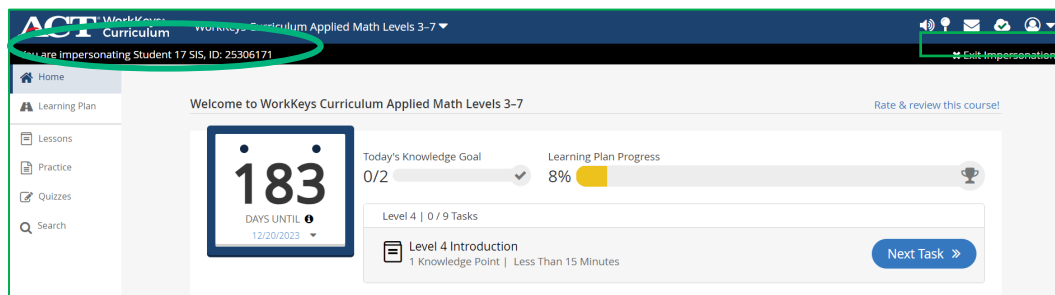 ACT WorkKeys
Curriculum
WorkKeys Curriculum Applied Math Levels 3–7
You are impersonating Student 17 SIS, ID: 25306171
Exit Impersonation
Home
Learning Plan
Lessons
Practice
Quizzes
Search
Welcome to WorkKeys Curriculum Applied Math Levels 3–7
Rate & review this course!
183
DAYS UNTIL
12/20/2023
Today's Knowledge Goal
0/2
Learning Plan Progress
8%
Level 4 | 0 / 9 Tasks
Level 4 Introduction
1 Knowledge Point | Less Than 15 Minutes
Next Task »